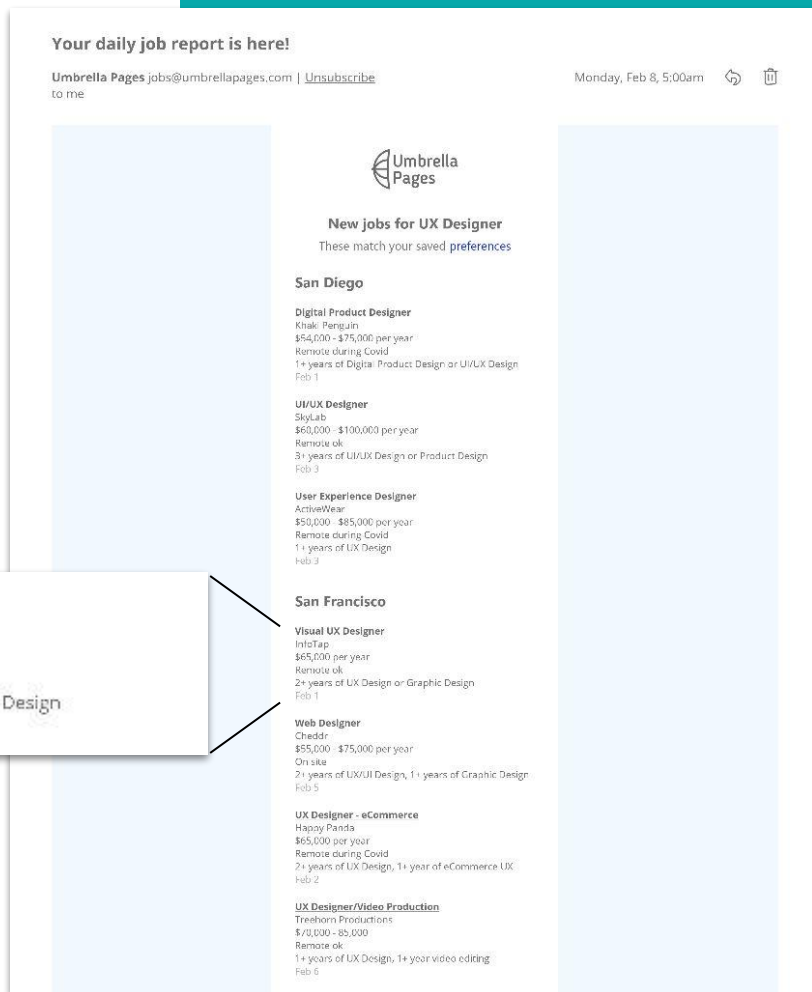 Your daily job report is here!
Umbrella Pages jobs@umbrellapages.com | Unsubscribe
Monday, Feb 8, 5:00am
to me
Umbrella
Pages
New jobs for UX Designer
These match your saved preferences
San Diego
Digital Product Designer
Khaki Penguin
$54,000 - $75,000 per year
Remote during Covid
1+ years of Digital Product Design or UI/UX Design
Feb 1
UI/UX Designer
SkyLab
$60,000 - $100,000 per year
Remote ok
3+ years of UI/UX Design or Product Design
Feb 3
User Experience Designer
ActiveWear
$50,000 - $85,000 per year
Remote during Covid
1+ years of UX Design
Feb 3
San Francisco
Visual UX Designer
InfoTap
$65,000 per year
Remote ok
2+ years of UX Design or Graphic Design
Feb 1
Design
Web Designer
Cheddr
$55,000 - $75,000 per year
On site
2+ years of UX/UI Design, 1+ years of Graphic Design
Feb 5
UX Designer - eCommerce
Happy Panda
$65,000 per year
Remote during Covid
2+ years of UX Design, 1+ year of eCommerce UX
Feb 2
UX Designer/Video Production
Treehorn Productions
$70,000 - 85,000
Remote ok
1+ years of UX Design, 1+ year video editing
Feb 6